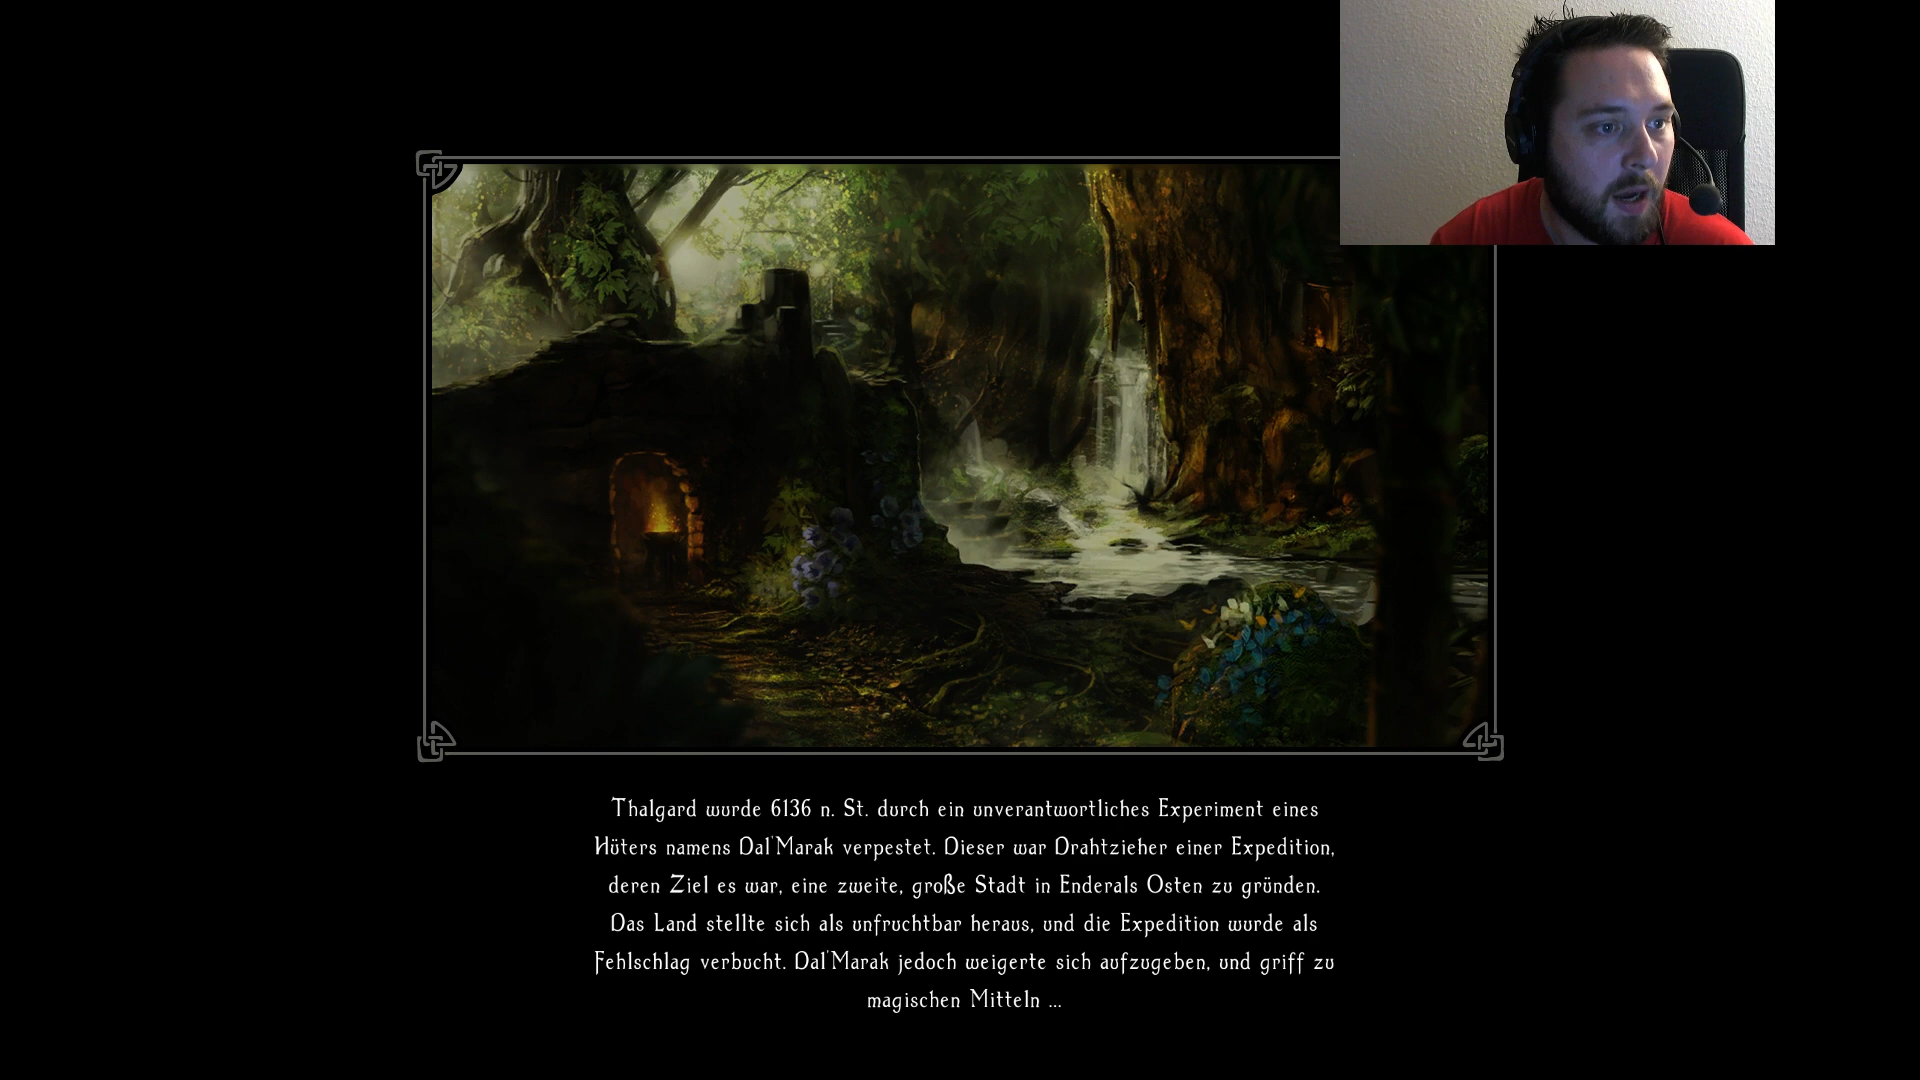 Thalgard wurde 6136 n. St. durch ein unverantwortliches Experiment eines
Hüters namens Dal'Marak verpestet. Dieser war Drahtzieher einer Expedition,
deren Ziel es war, eine zweite, große Stadt in Enderals Osten zu gründen.
Das Land stellte sich als unfruchtbar heraus, und die Expedition wurde als
Fehlschlag verbucht. Dal'Marak jedoch weigerte sich aufzugeben, und griff zu
magischen Mitteln ...